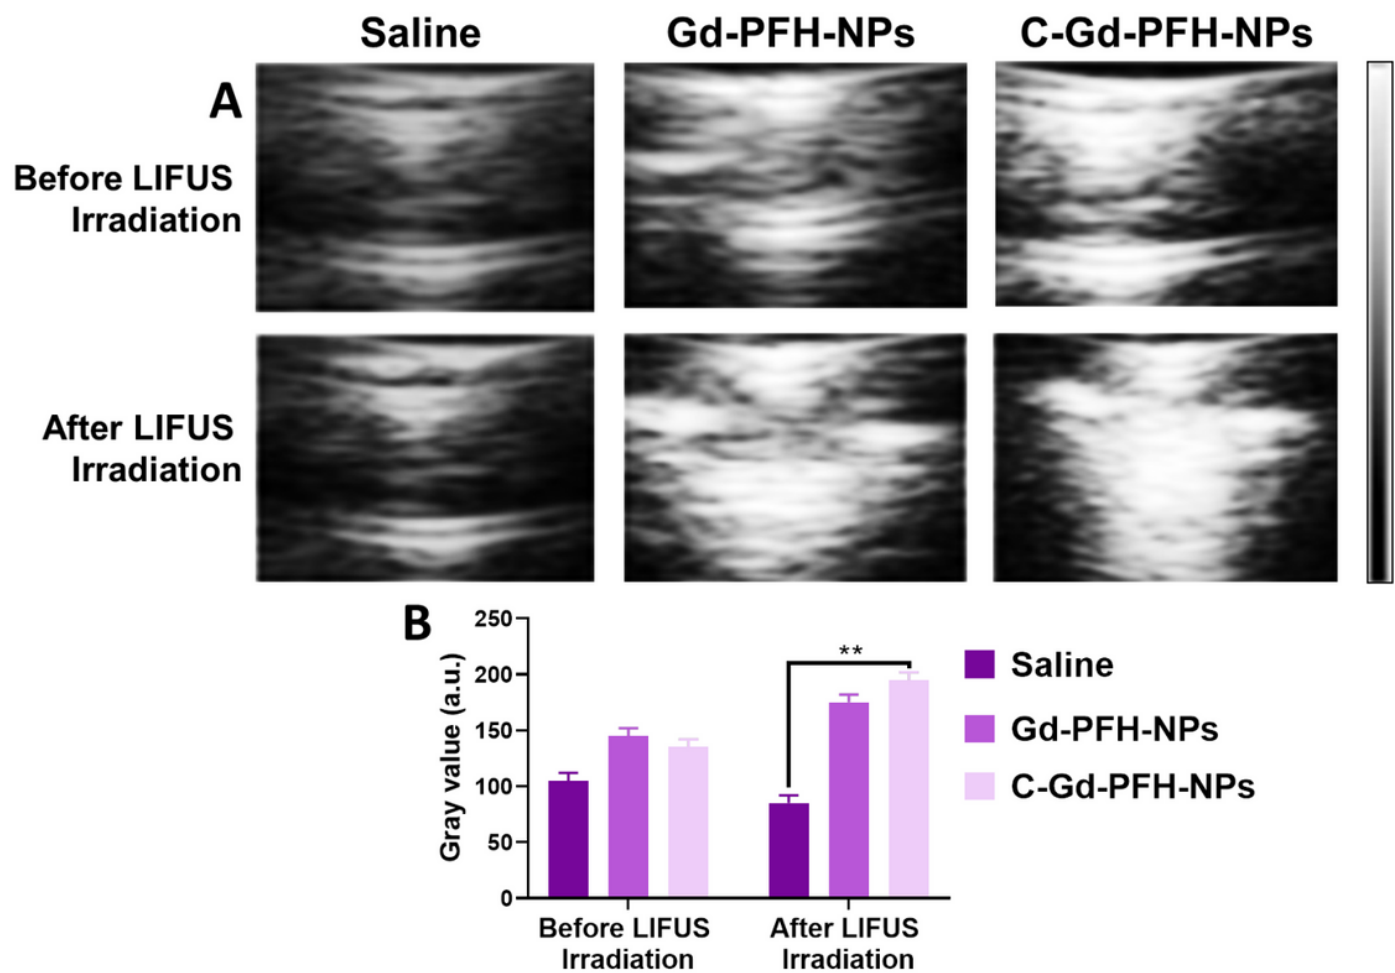 Saline Gd-PFH-NPs C-Gd-PFH-NPs
A
Before LIFUS
Irradiation
After LIFUS
Irradiation
B
Gray value (a.u.)
250
200
150
100
50
0
**
Before LIFUS
Irradiation
After LIFUS
Irradiation
Saline
Gd-PFH-NPs
C-Gd-PFH-NPs